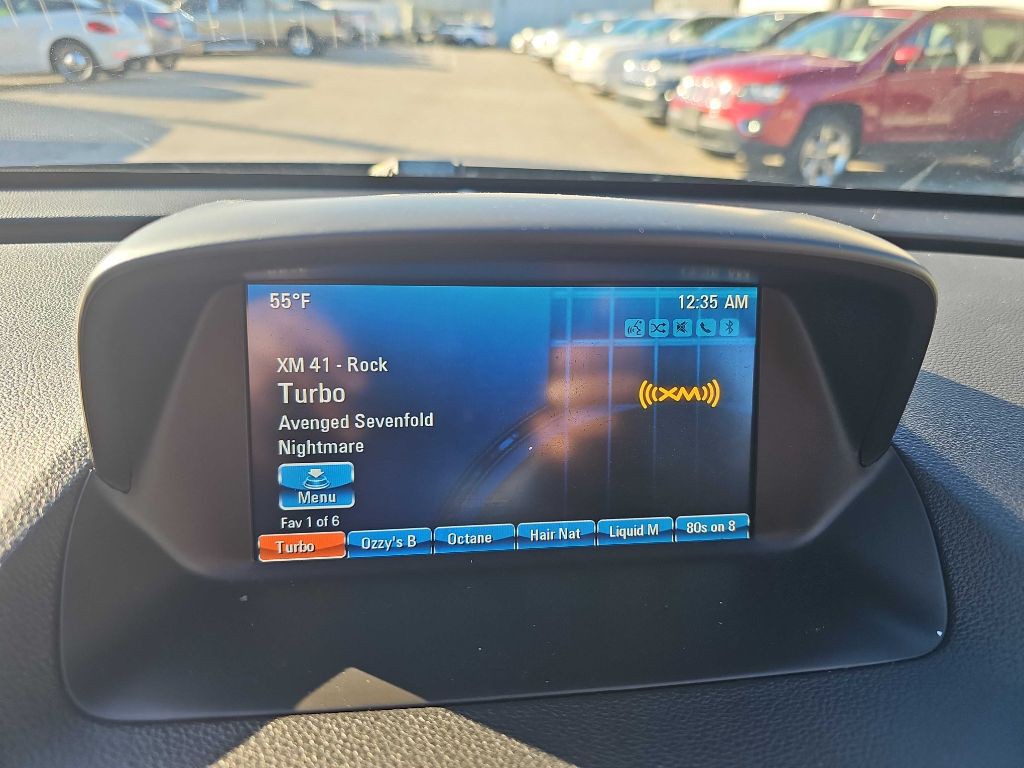 55°F
12:35 AM
XM 41 - Rock
Turbo
((XM))
Avenged Sevenfold
Nightmare
Menu
Fav 1 of 6
Turbo
Ozzy's B
Octane
Hair Nat
Liquid M
80s on 8